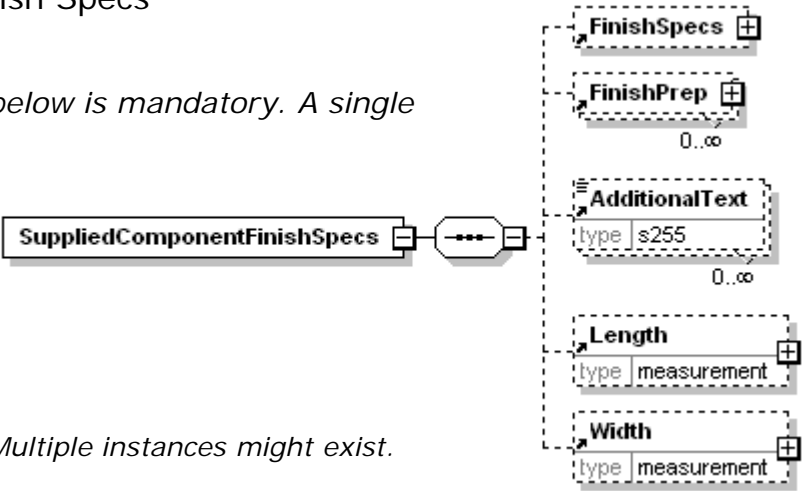 Specs
below is mandatory. A single
Multiple instances might exist.
SuppliedComponentFinishSpecs
FinishSpecs
FinishPrep
0..∞
AdditionalText
type s255
0..∞
Length
type measurement
Width
type measurement